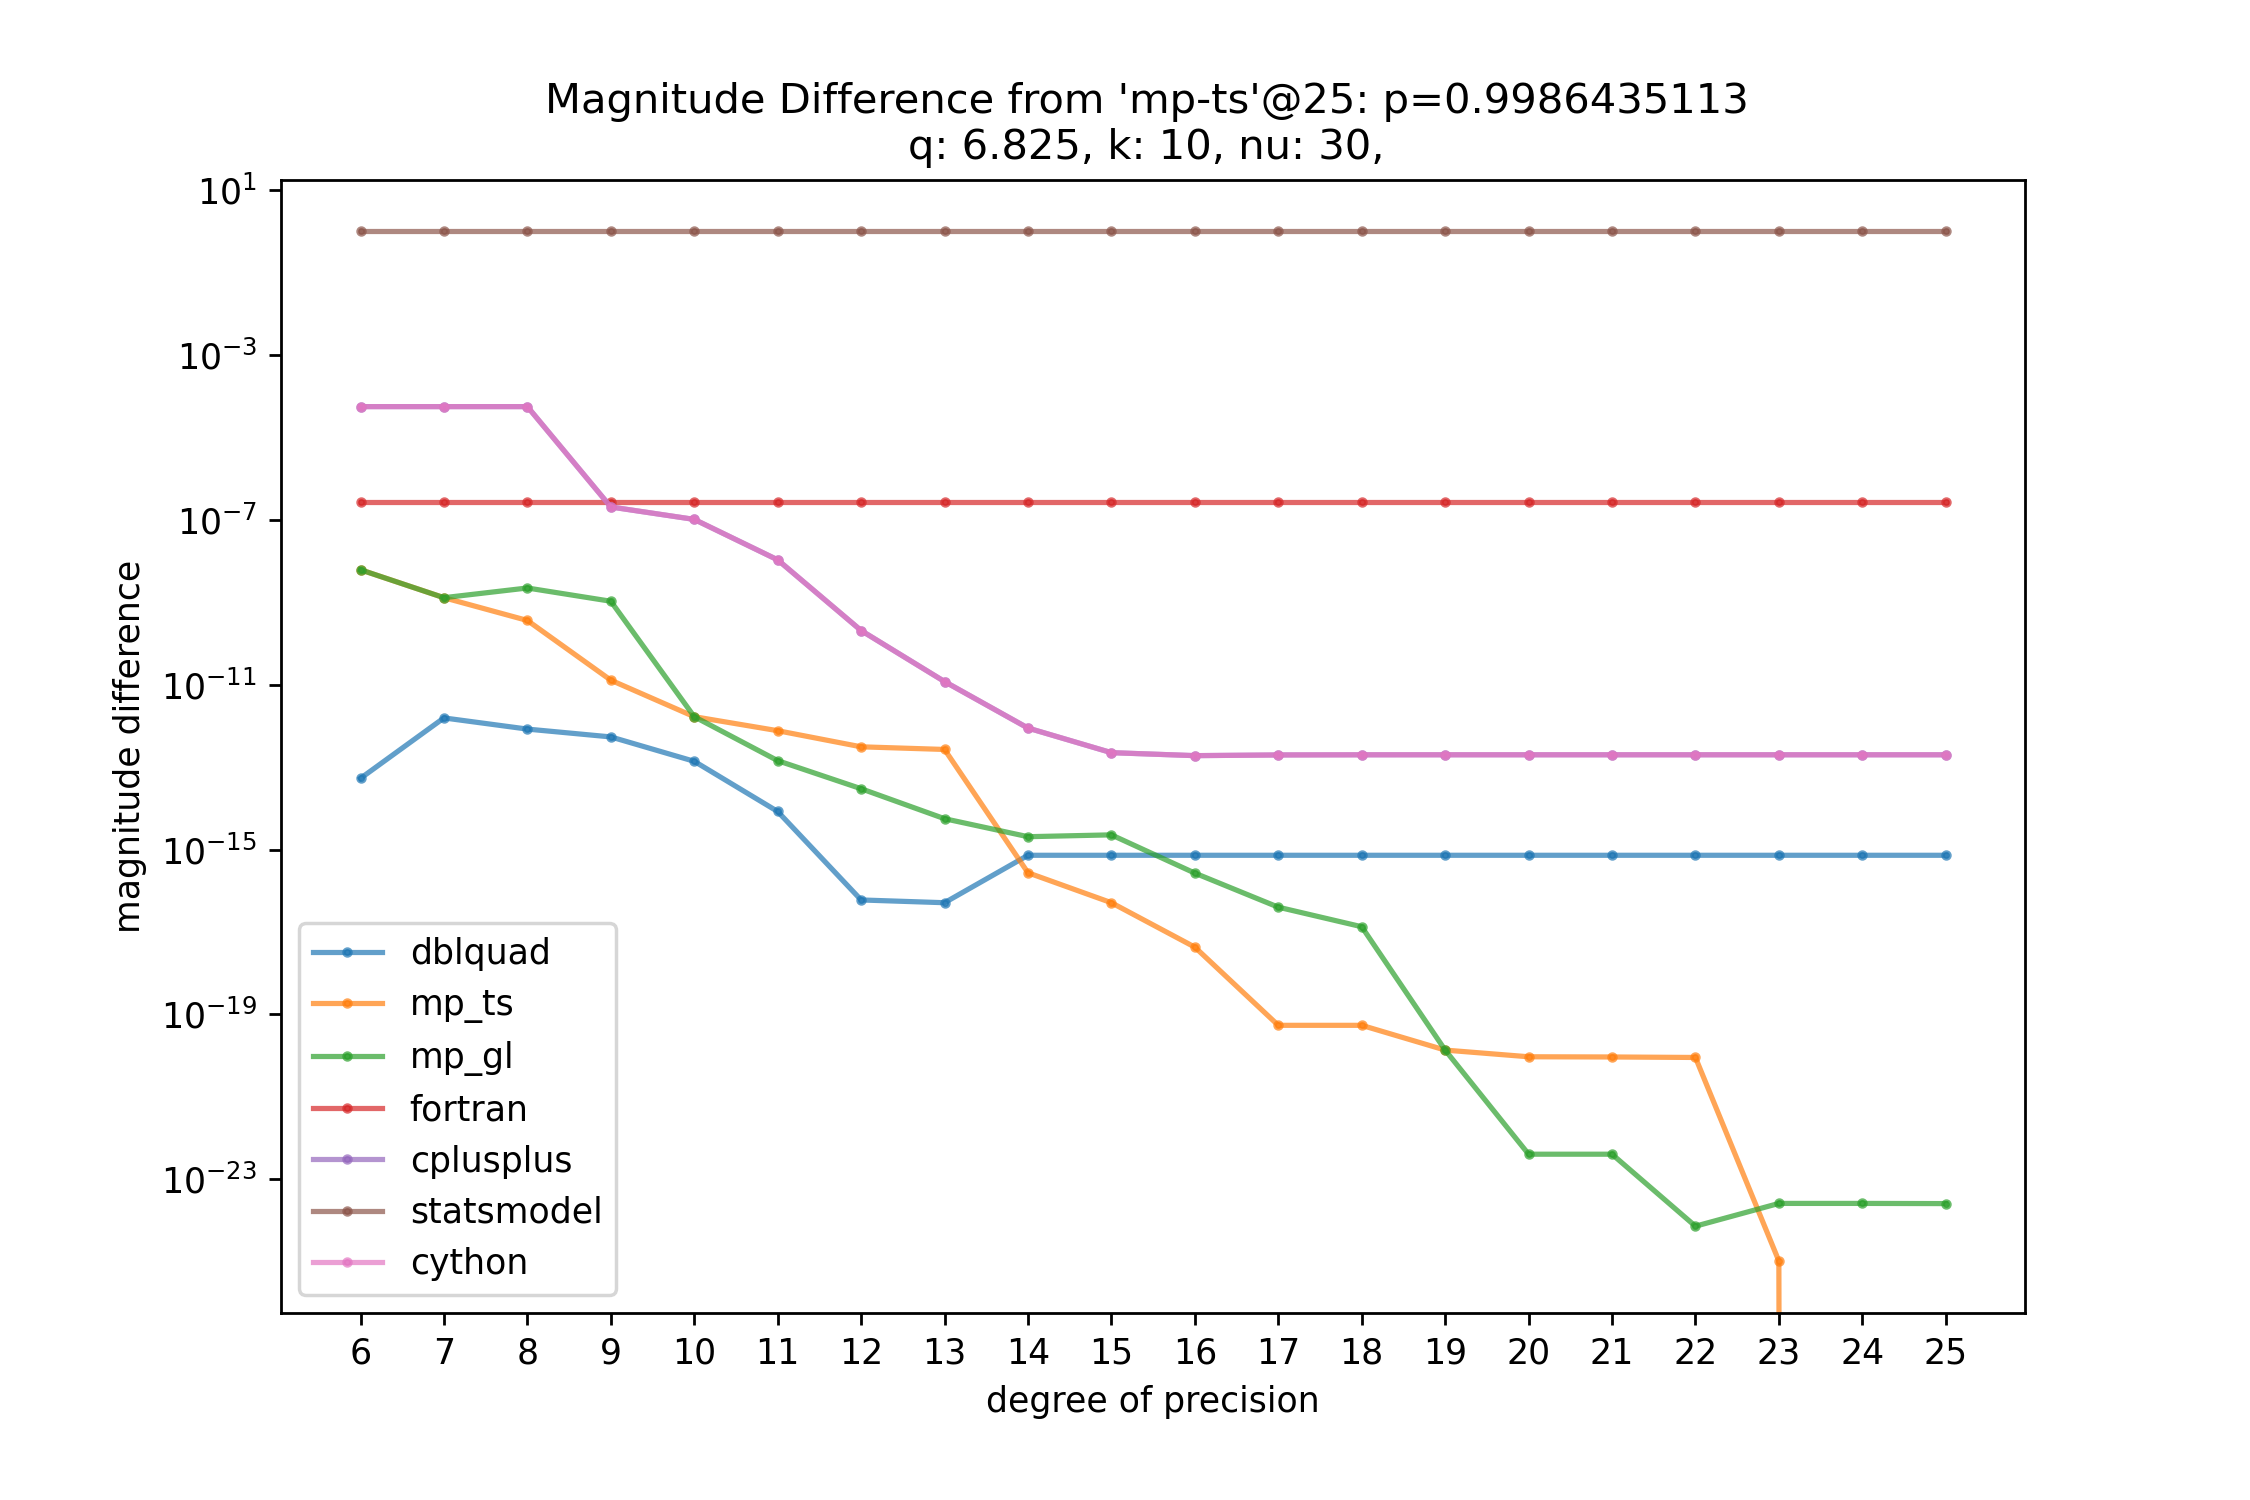 Magnitude Difference from 'mp-ts'@25: p=0.9986435113
q: 6.825, k: 10, nu: 30,
magnitude difference
10¹
10⁻³
10⁻⁷
10⁻¹¹
10⁻¹⁵
10⁻¹⁹
10⁻²³
dblquad
mp_ts
mp_gl
fortran
cplusplus
statsmodel
cython
6 7 8 9 10 11 12 13 14 15 16 17 18 19 20 21 22 23 24 25
degree of precision